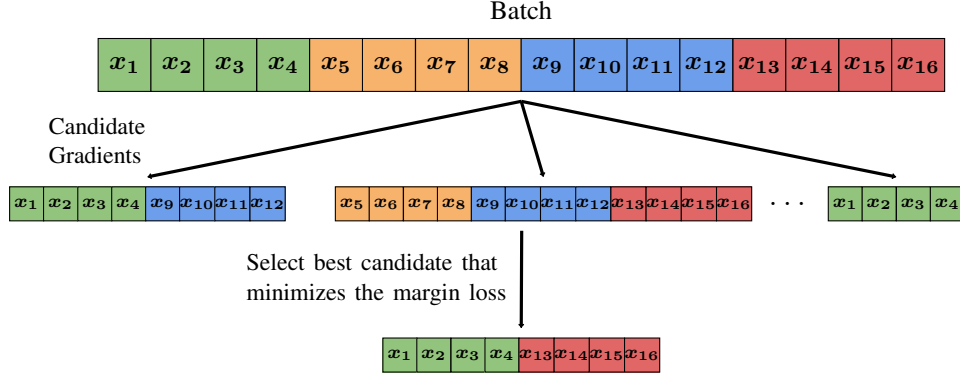 Batch
x₁ x₂ x₃ x₄ x₅ x₆ x₇ x₈ x₉ x₁₀ x₁₁ x₁₂ x₁₃ x₁₄ x₁₅ x₁₆
Candidate
Gradients
x₁ x₂ x₃ x₄ x₉ x₁₀ x₁₁ x₁₂ x₅ x₆ x₇ x₈ x₉ x₁₀ x₁₁ x₁₂ x₁₃ x₁₄ x₁₅ x₁₆ · · · x₁ x₂ x₃ x₄
Select best candidate that
minimizes the margin loss
x₁ x₂ x₃ x₄ x₁₃ x₁₄ x₁₅ x₁₆